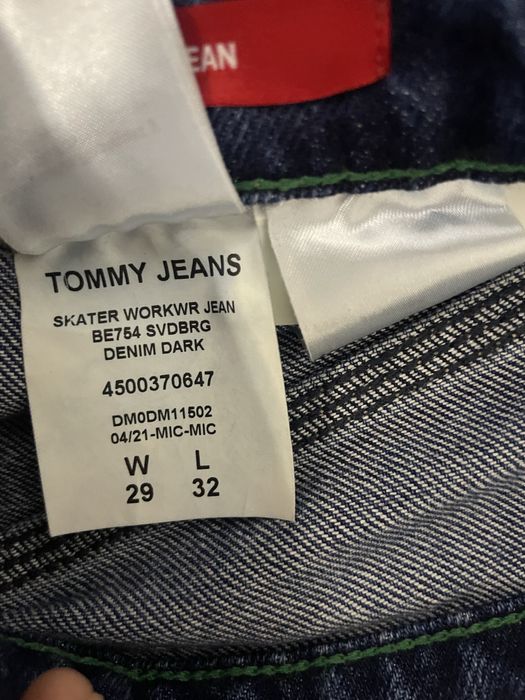 EAN
TOMMY JEANS
SKATER WORKWR JEAN
BE754 SVDBRG
DENIM DARK
4500370647
DM0DM11502
04/21-MIC-MIC
W L
29 32